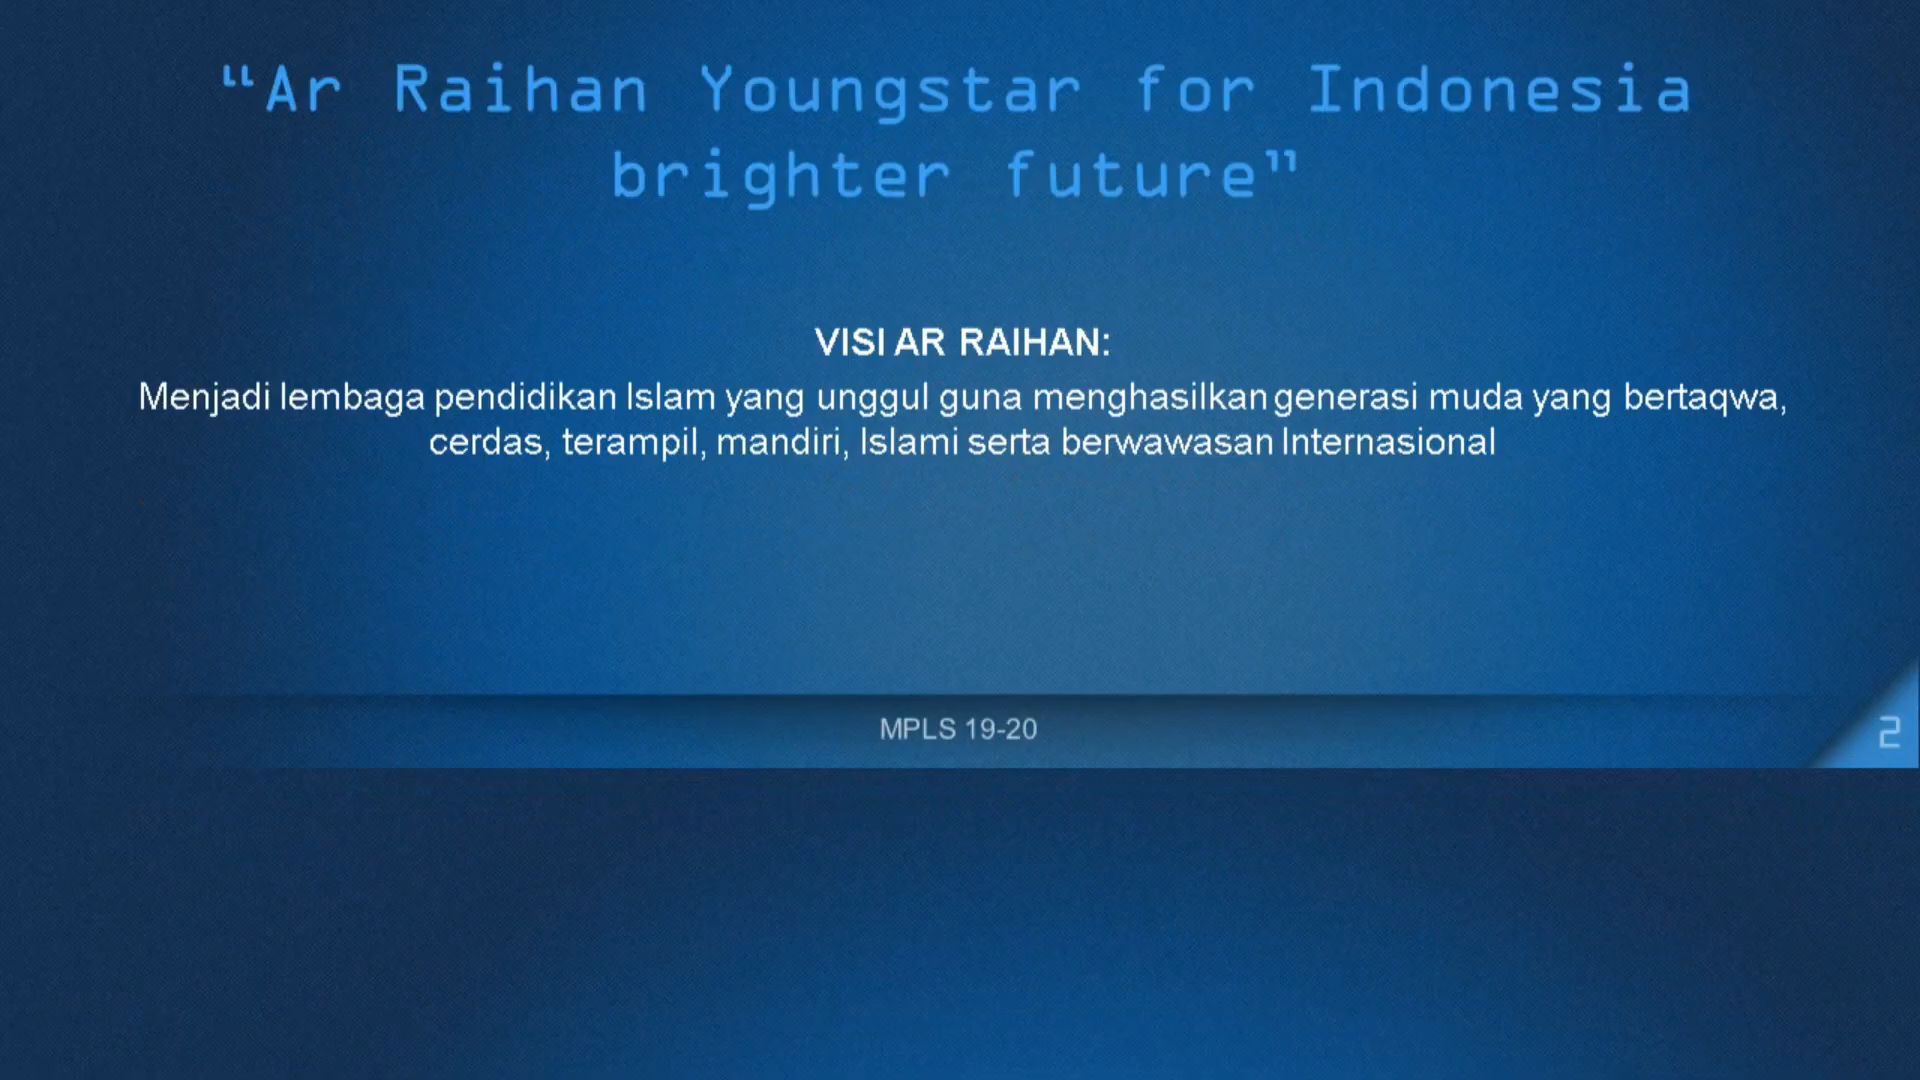 “Ar Raihan Youngstar for Indonesia
brighter future”
VISI AR RAIHAN:
Menjadi lembaga pendidikan Islam yang unggul guna menghasilkan generasi muda yang bertaqwa,
cerdas, terampil, mandiri, Islami serta berwawasan Internasional
MPLS 19-20
2